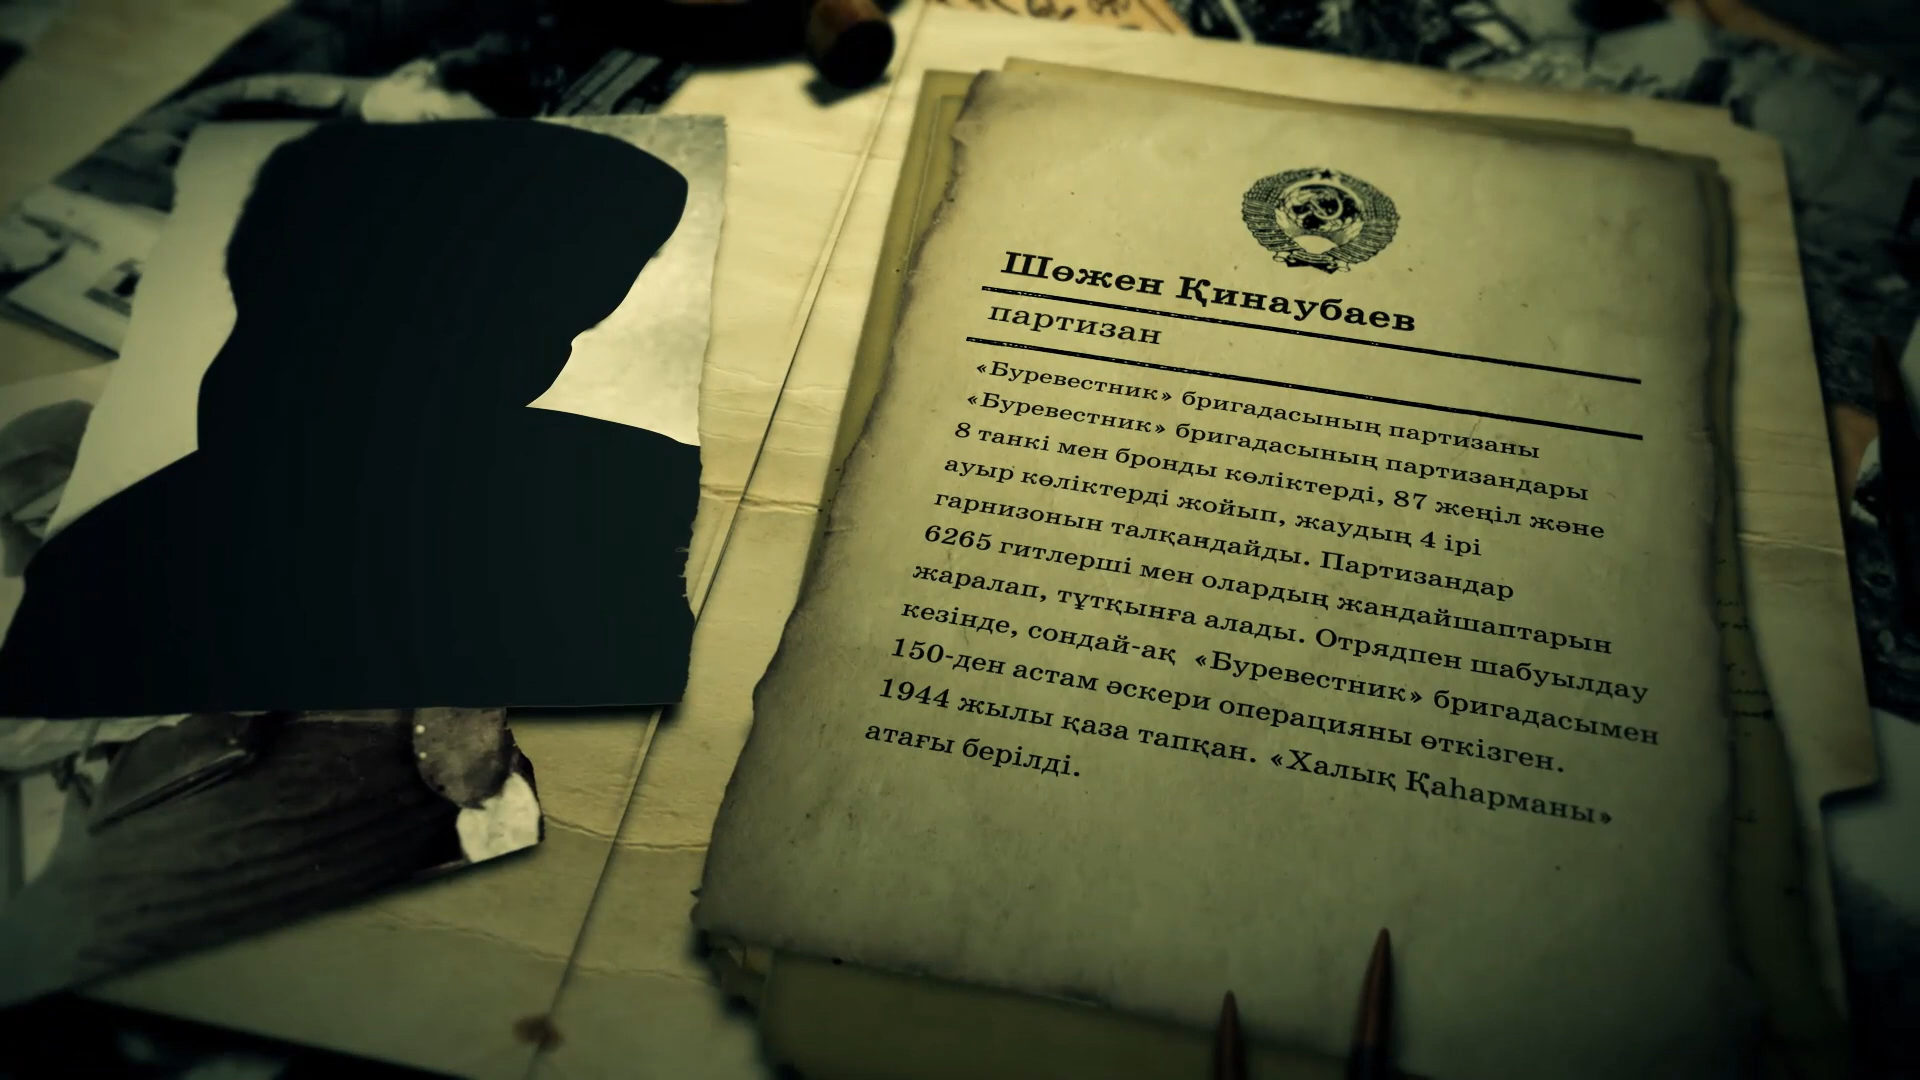 Шөжен Қинаубаев
партизан
«Буревестник» бригадасының партизаны
«Буревестник» бригадасының партизандары
8 танкі мен бронды көліктерді, 87 жеңіл және
ауыр көліктерді жойып, жаудың 4 ірі
гарнизонын талқандайды. Партизандар
6265 гитлерші мен олардың жандайшаптарын
жаралап, тұтқынға алады. Отрядпен шабуылдау
кезінде, сондай-ақ «Буревестник» бригадасымен
150-ден астам әскери операцияны өткізген.
1944 жылы қаза тапқан. «Халық Қаһарманы»
атағы берілді.